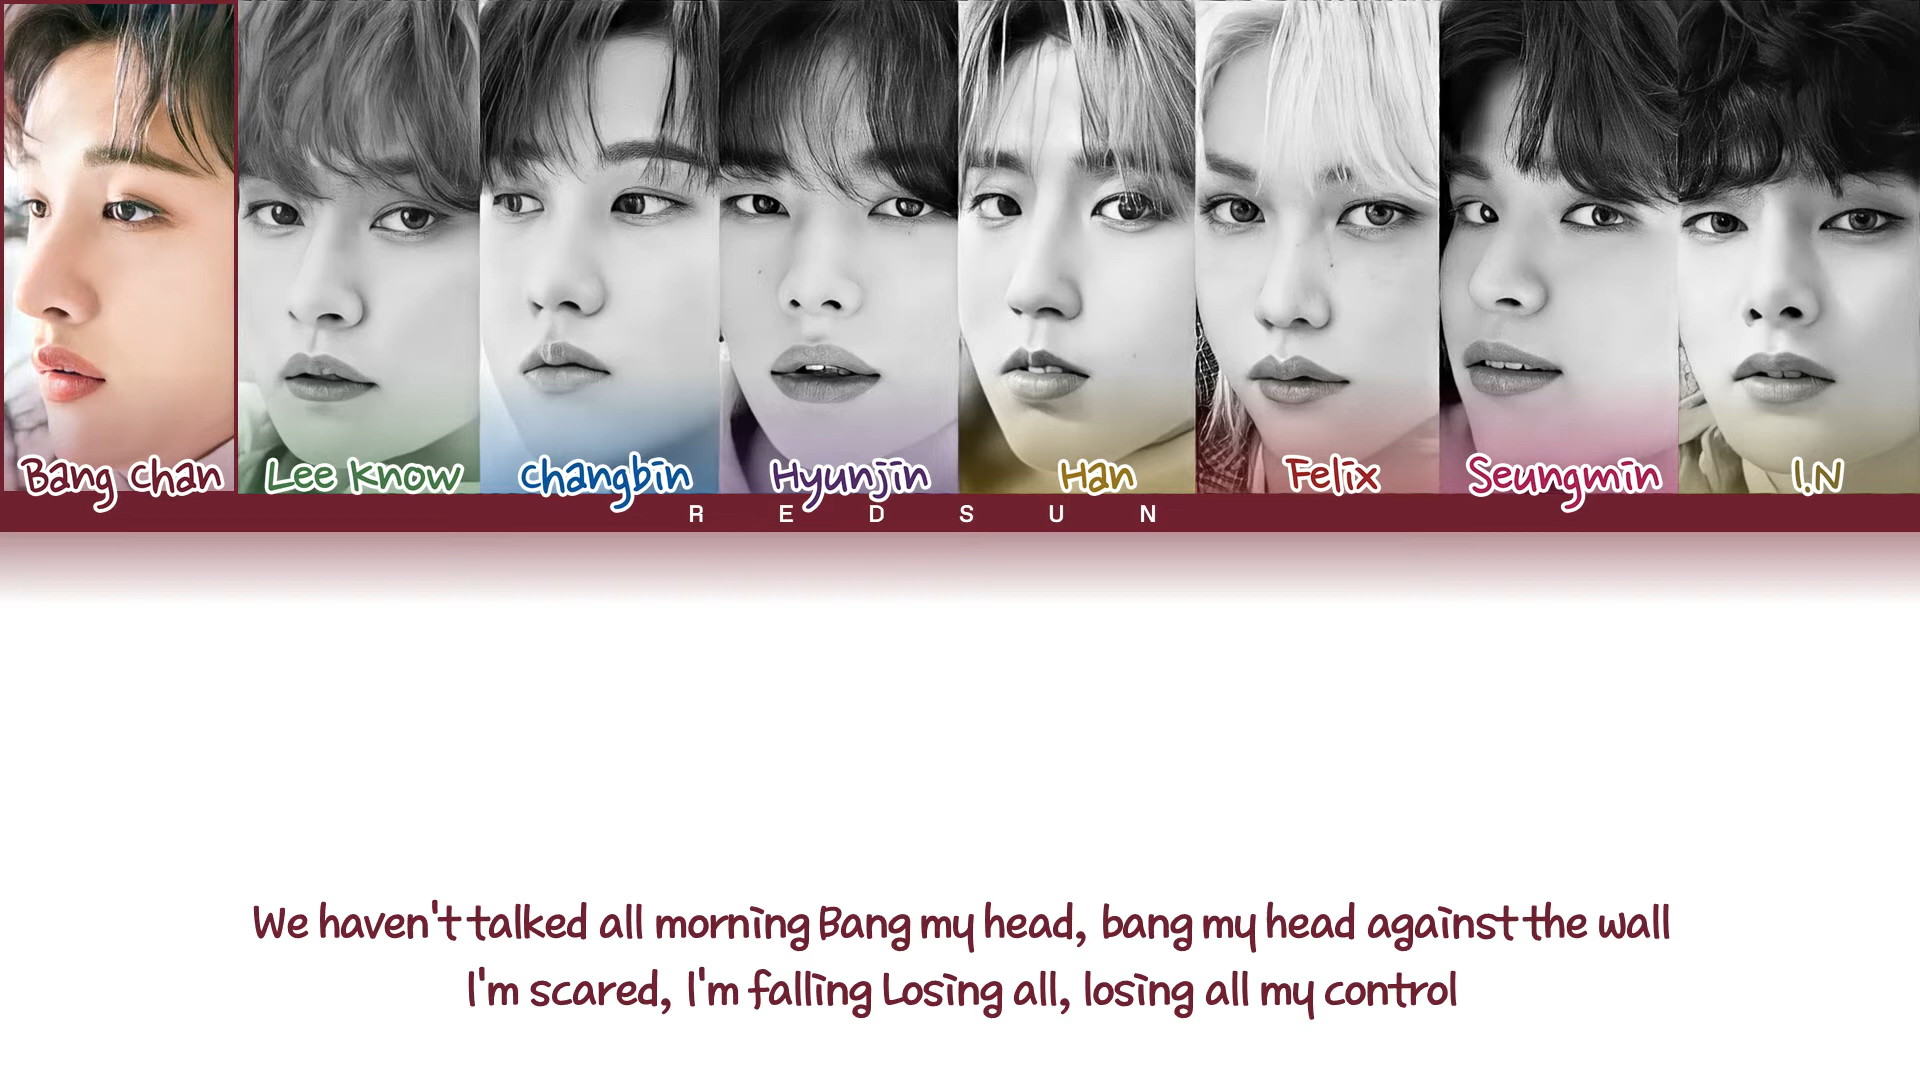 Bang Chan Lee Know Changbin Hyunjin Han Felix Seungmin I.N
REDSUN
We haven't talked all morning Bang my head, bang my head against the wall
I'm scared, I'm falling Losing all, losing all my control